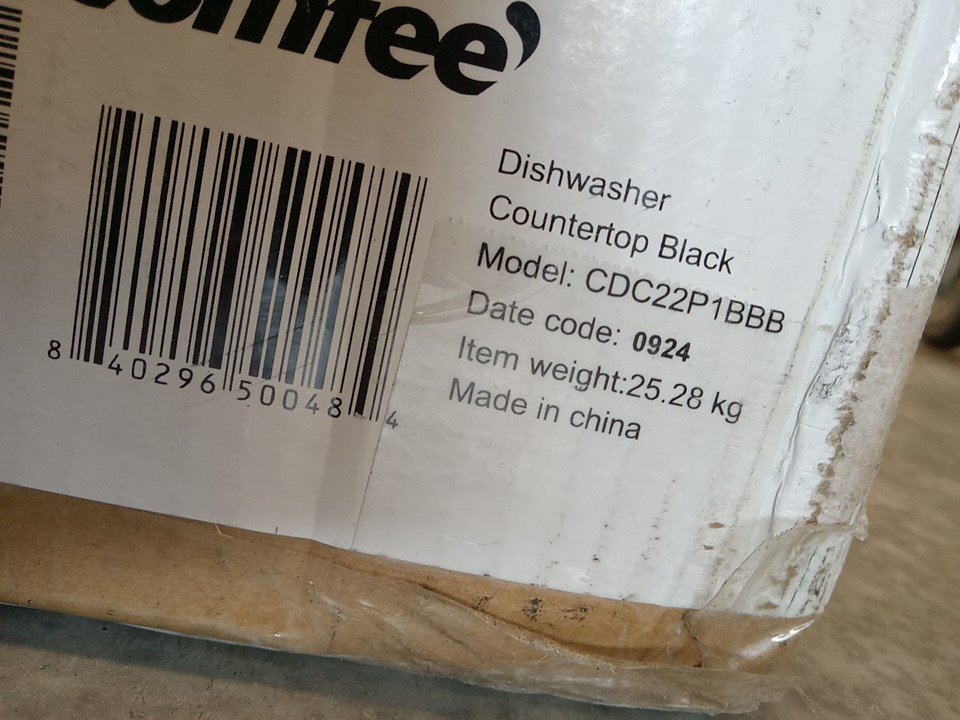 comfee'
Dishwasher
Countertop Black
Model: CDC22P1BBB
Date code: 0924
Item weight:25.28 kg
Made in china
8 40296 50048 4